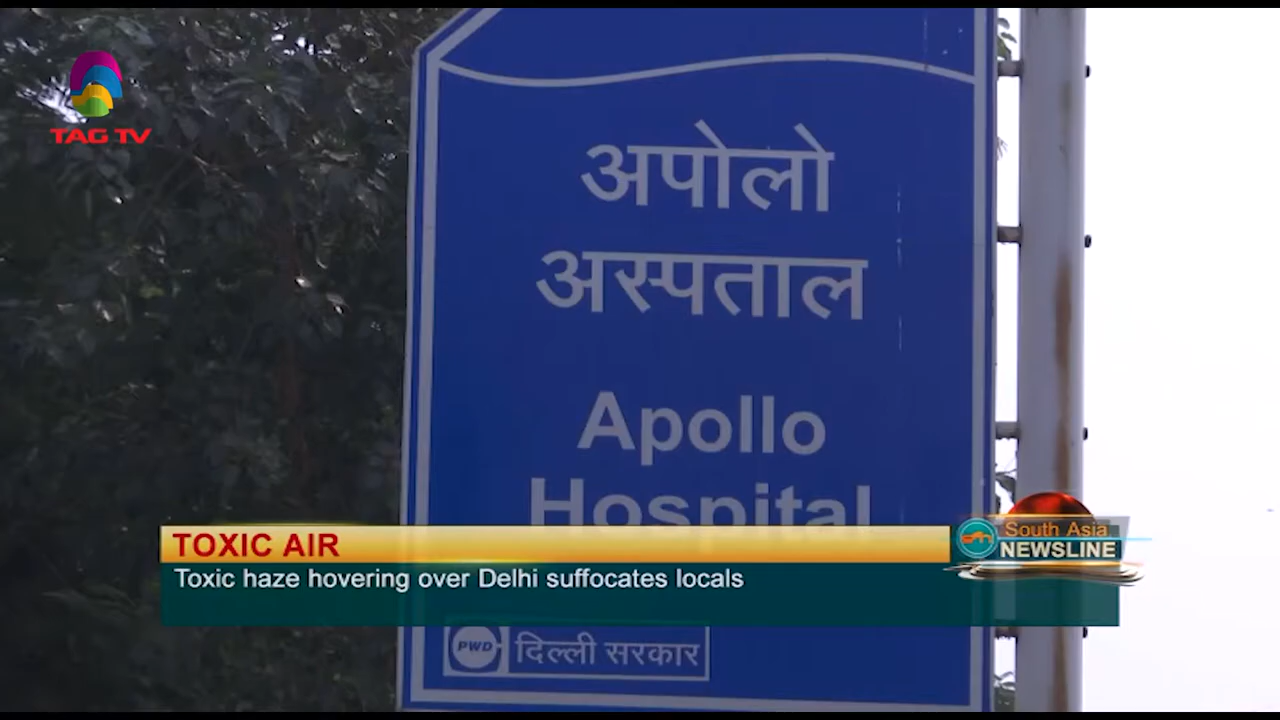 TAG TV
अपोलो
अस्पताल
Apollo
Hospital
TOXIC AIR
South Asia
NEWSLINE
Toxic haze hovering over Delhi suffocates locals
PWD
दिल्ली सरकार